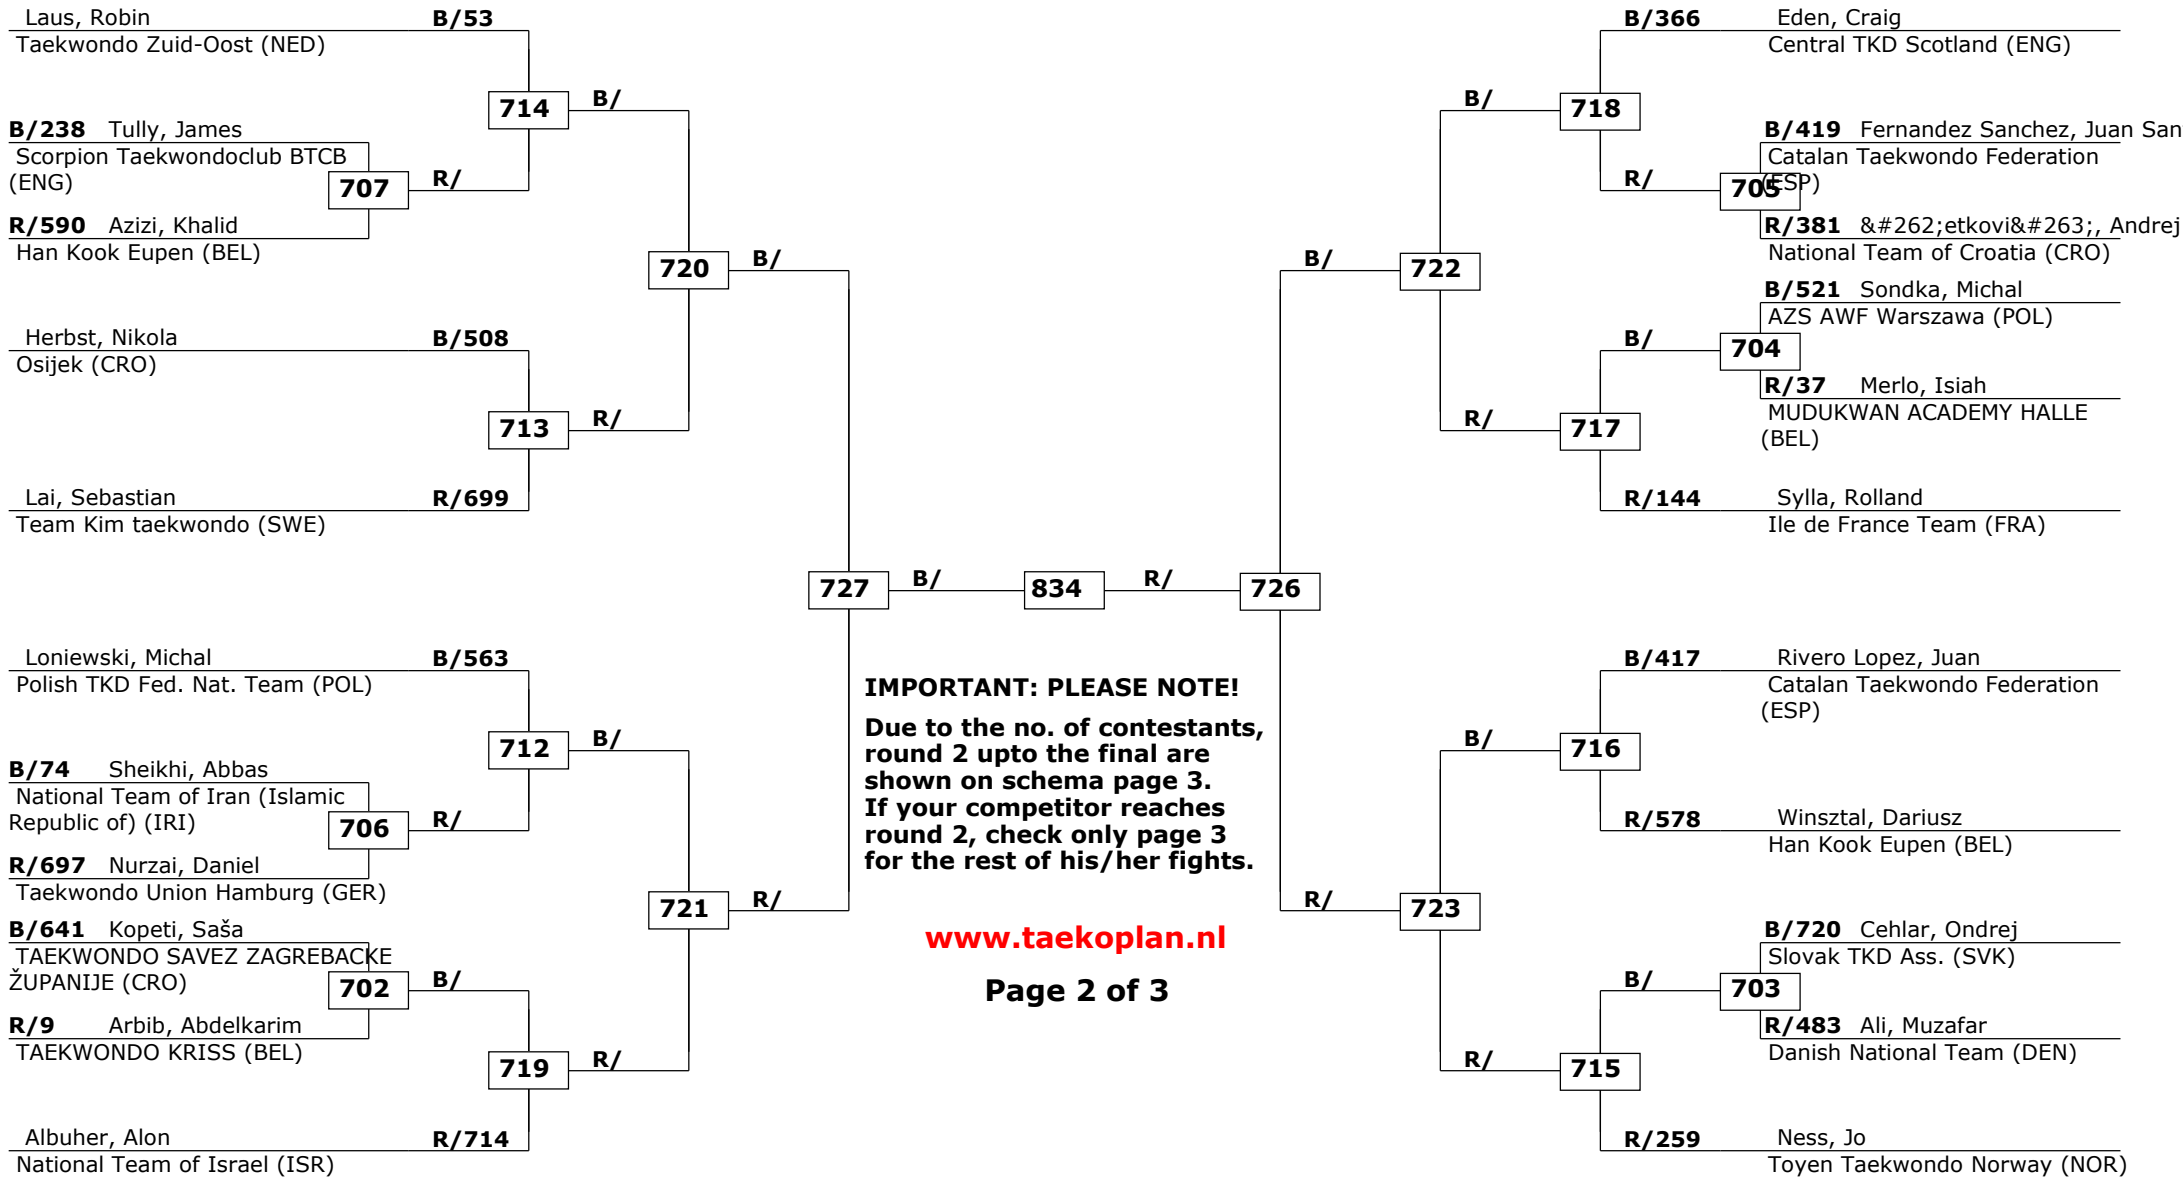 Laus, Robin B/53
Taekwondo Zuid-Oost (NED)
714 B/
B/238 Tully, James
Scorpion Taekwondoclub BTCB
(ENG)
707 R/
R/590 Azizi, Khalid
Han Kook Eupen (BEL)
720 B/
Herbst, Nikola B/508
Osijek (CRO)
713 R/
Lai, Sebastian R/699
Team Kim taekwondo (SWE)
727 B/ 834 R/ 726
Loniewski, Michal B/563
Polish TKD Fed. Nat. Team (POL)
712 B/
B/74 Sheikhi, Abbas
National Team of Iran (Islamic
Republic of) (IRI)
706 R/
R/697 Nurzai, Daniel
Taekwondo Union Hamburg (GER)
721 R/
B/641 Kopeti, Saša
TAEKWONDO SAVEZ ZAGREBACKE
ŽUPANIJE (CRO)
702 B/
R/9 Arbib, Abdelkarim
TAEKWONDO KRISS (BEL)
719 R/
Albuher, Alon R/714
National Team of Israel (ISR)
IMPORTANT: PLEASE NOTE!
Due to the no. of contestants,
round 2 upto the final are
shown on schema page 3.
If your competitor reaches
round 2, check only page 3
for the rest of his/her fights.
www.taekoplan.nl
Page 2 of 3
B/366 Eden, Craig
Central TKD Scotland (ENG)
B/ 718
B/419 Fernandez Sanchez, Juan San
Catalan Taekwondo Federation
(ESP)
R/ 705
R/381 &#262;etkovi&#263;, Andrej
National Team of Croatia (CRO)
B/ 722
B/521 Sondka, Michal
AZS AWF Warszawa (POL)
B/ 704
R/37 Merlo, Isiah
MUDUKWAN ACADEMY HALLE
(BEL)
R/ 717
R/144 Sylla, Rolland
Ile de France Team (FRA)
B/417 Rivero Lopez, Juan
Catalan Taekwondo Federation
(ESP)
B/ 716
R/578 Winsztal, Dariusz
Han Kook Eupen (BEL)
R/ 723
B/720 Cehlar, Ondrej
Slovak TKD Ass. (SVK)
B/ 703
R/483 Ali, Muzafar
Danish National Team (DEN)
R/ 715
R/259 Ness, Jo
Toyen Taekwondo Norway (NOR)